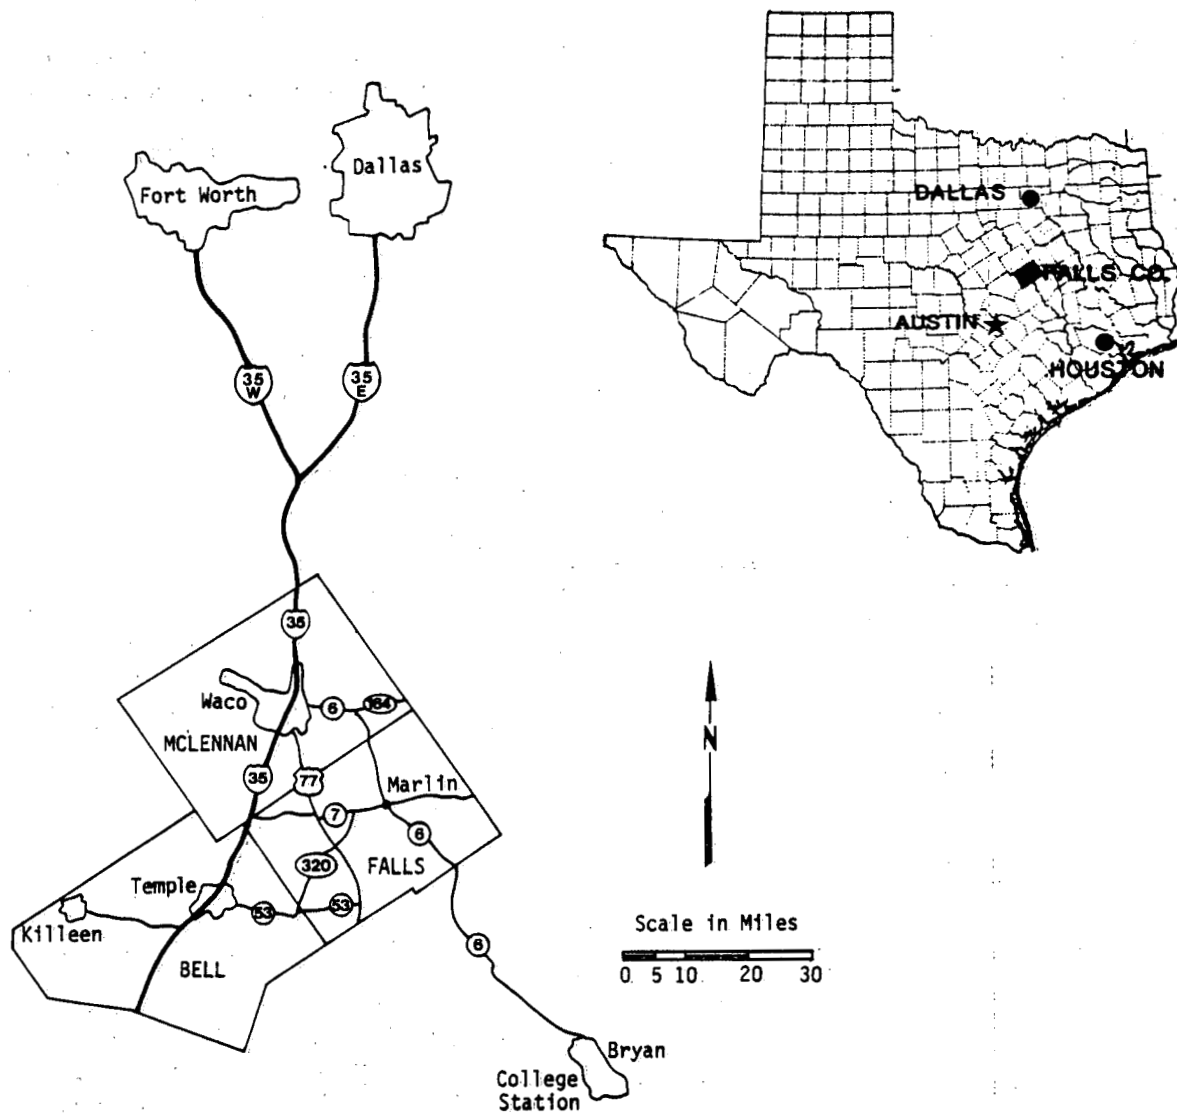 Dallas
Fort Worth
35
W
35
E
35
Waco
6
164
MCLENNAN
35
77
Marlin
7
6
320
FALLS
Temple
53
53
Killeen
BELL
6
Bryan
College
Station
DALLAS
FALLS CO.
AUSTIN
HOUSTON
N
Scale in Miles
0 5 10 20 30